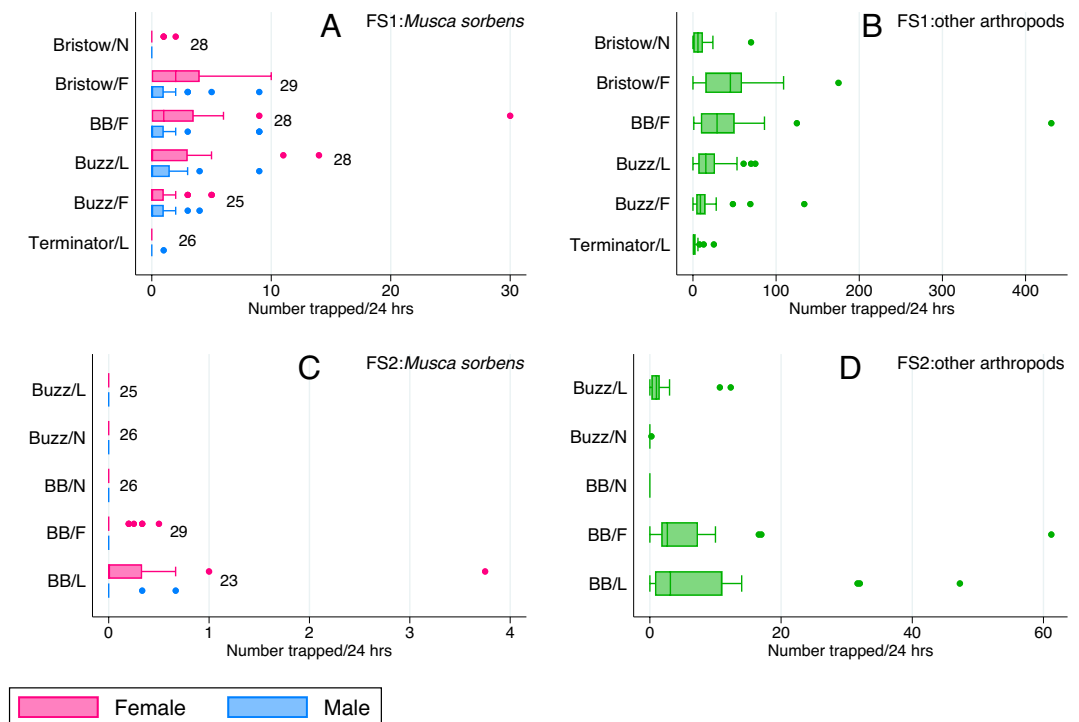 A
FS1:Musca sorbens
Bristow/N
28
Bristow/F
29
BB/F
28
Buzz/L
28
Buzz/F
25
Terminator/L
26
0 10 20 30
Number trapped/24 hrs
B
FS1:other arthropods
Bristow/N
Bristow/F
BB/F
Buzz/L
Buzz/F
Terminator/L
0 100 200 300 400
Number trapped/24 hrs
C
FS2:Musca sorbens
Buzz/L
25
Buzz/N
26
BB/N
26
BB/F
29
BB/L
23
0 1 2 3 4
Number trapped/24 hrs
D
FS2:other arthropods
Buzz/L
Buzz/N
BB/N
BB/F
BB/L
0 20 40 60
Number trapped/24 hrs
Female Male